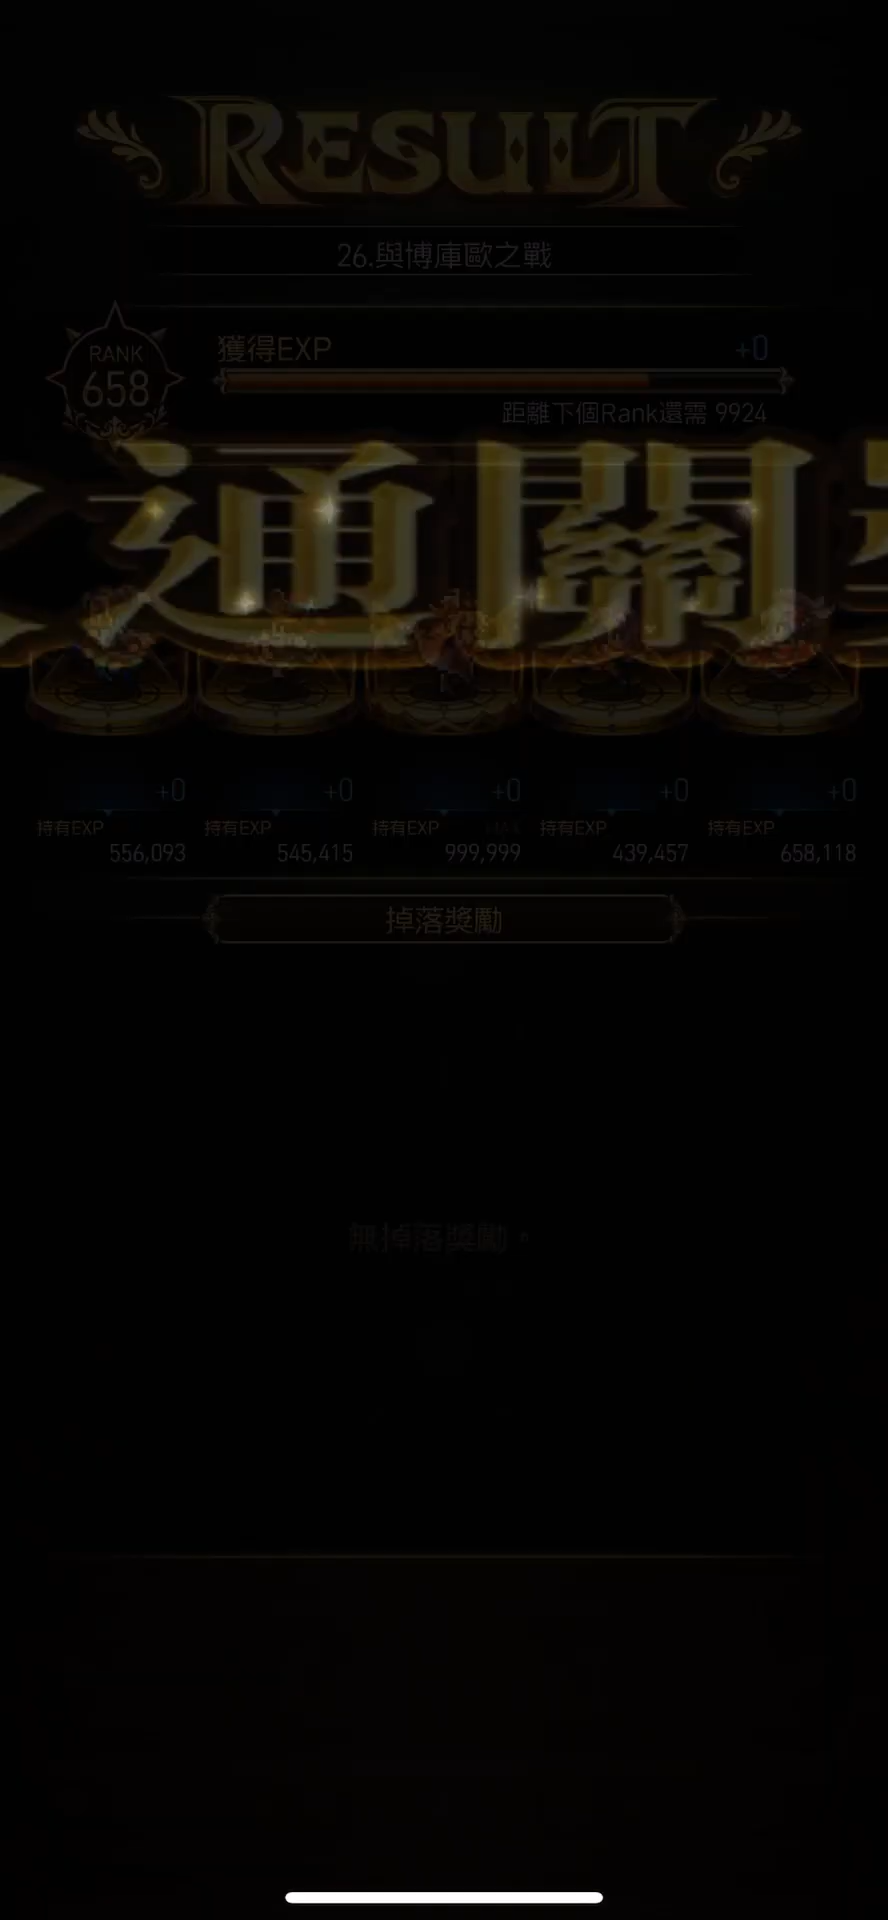 RESULT
26.與博庫歐之戰
RANK
658
獲得EXP
+0
距離下個Rank還需 9924
通關
+0
+0
+0
+0
+0
持有EXP
持有EXP
持有EXP
MAX
持有EXP
持有EXP
556,093
545,415
999,999
439,457
658,118
掉落獎勵
無掉落獎勵。